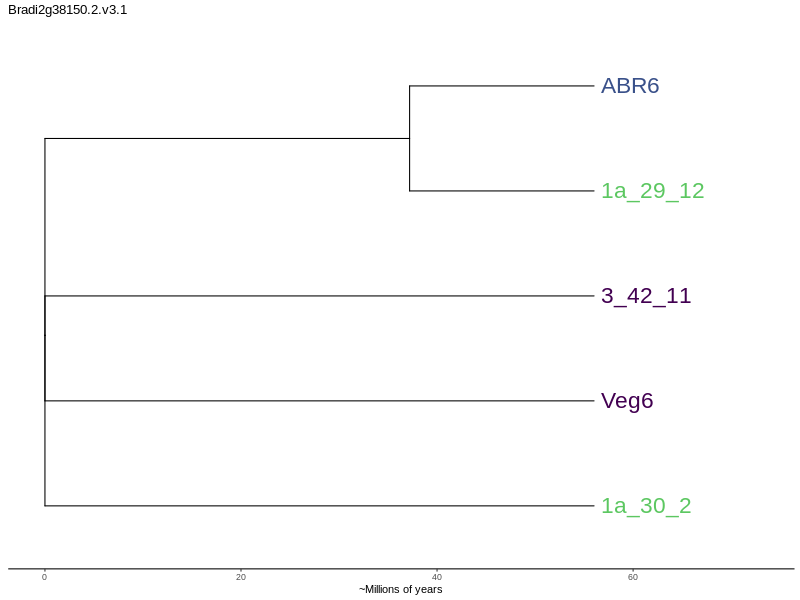 Bradi2g38150.2.v3.1
ABR6
1a_29_12
3_42_11
Veg6
1a_30_2
0 20 40 60
~Millions of years